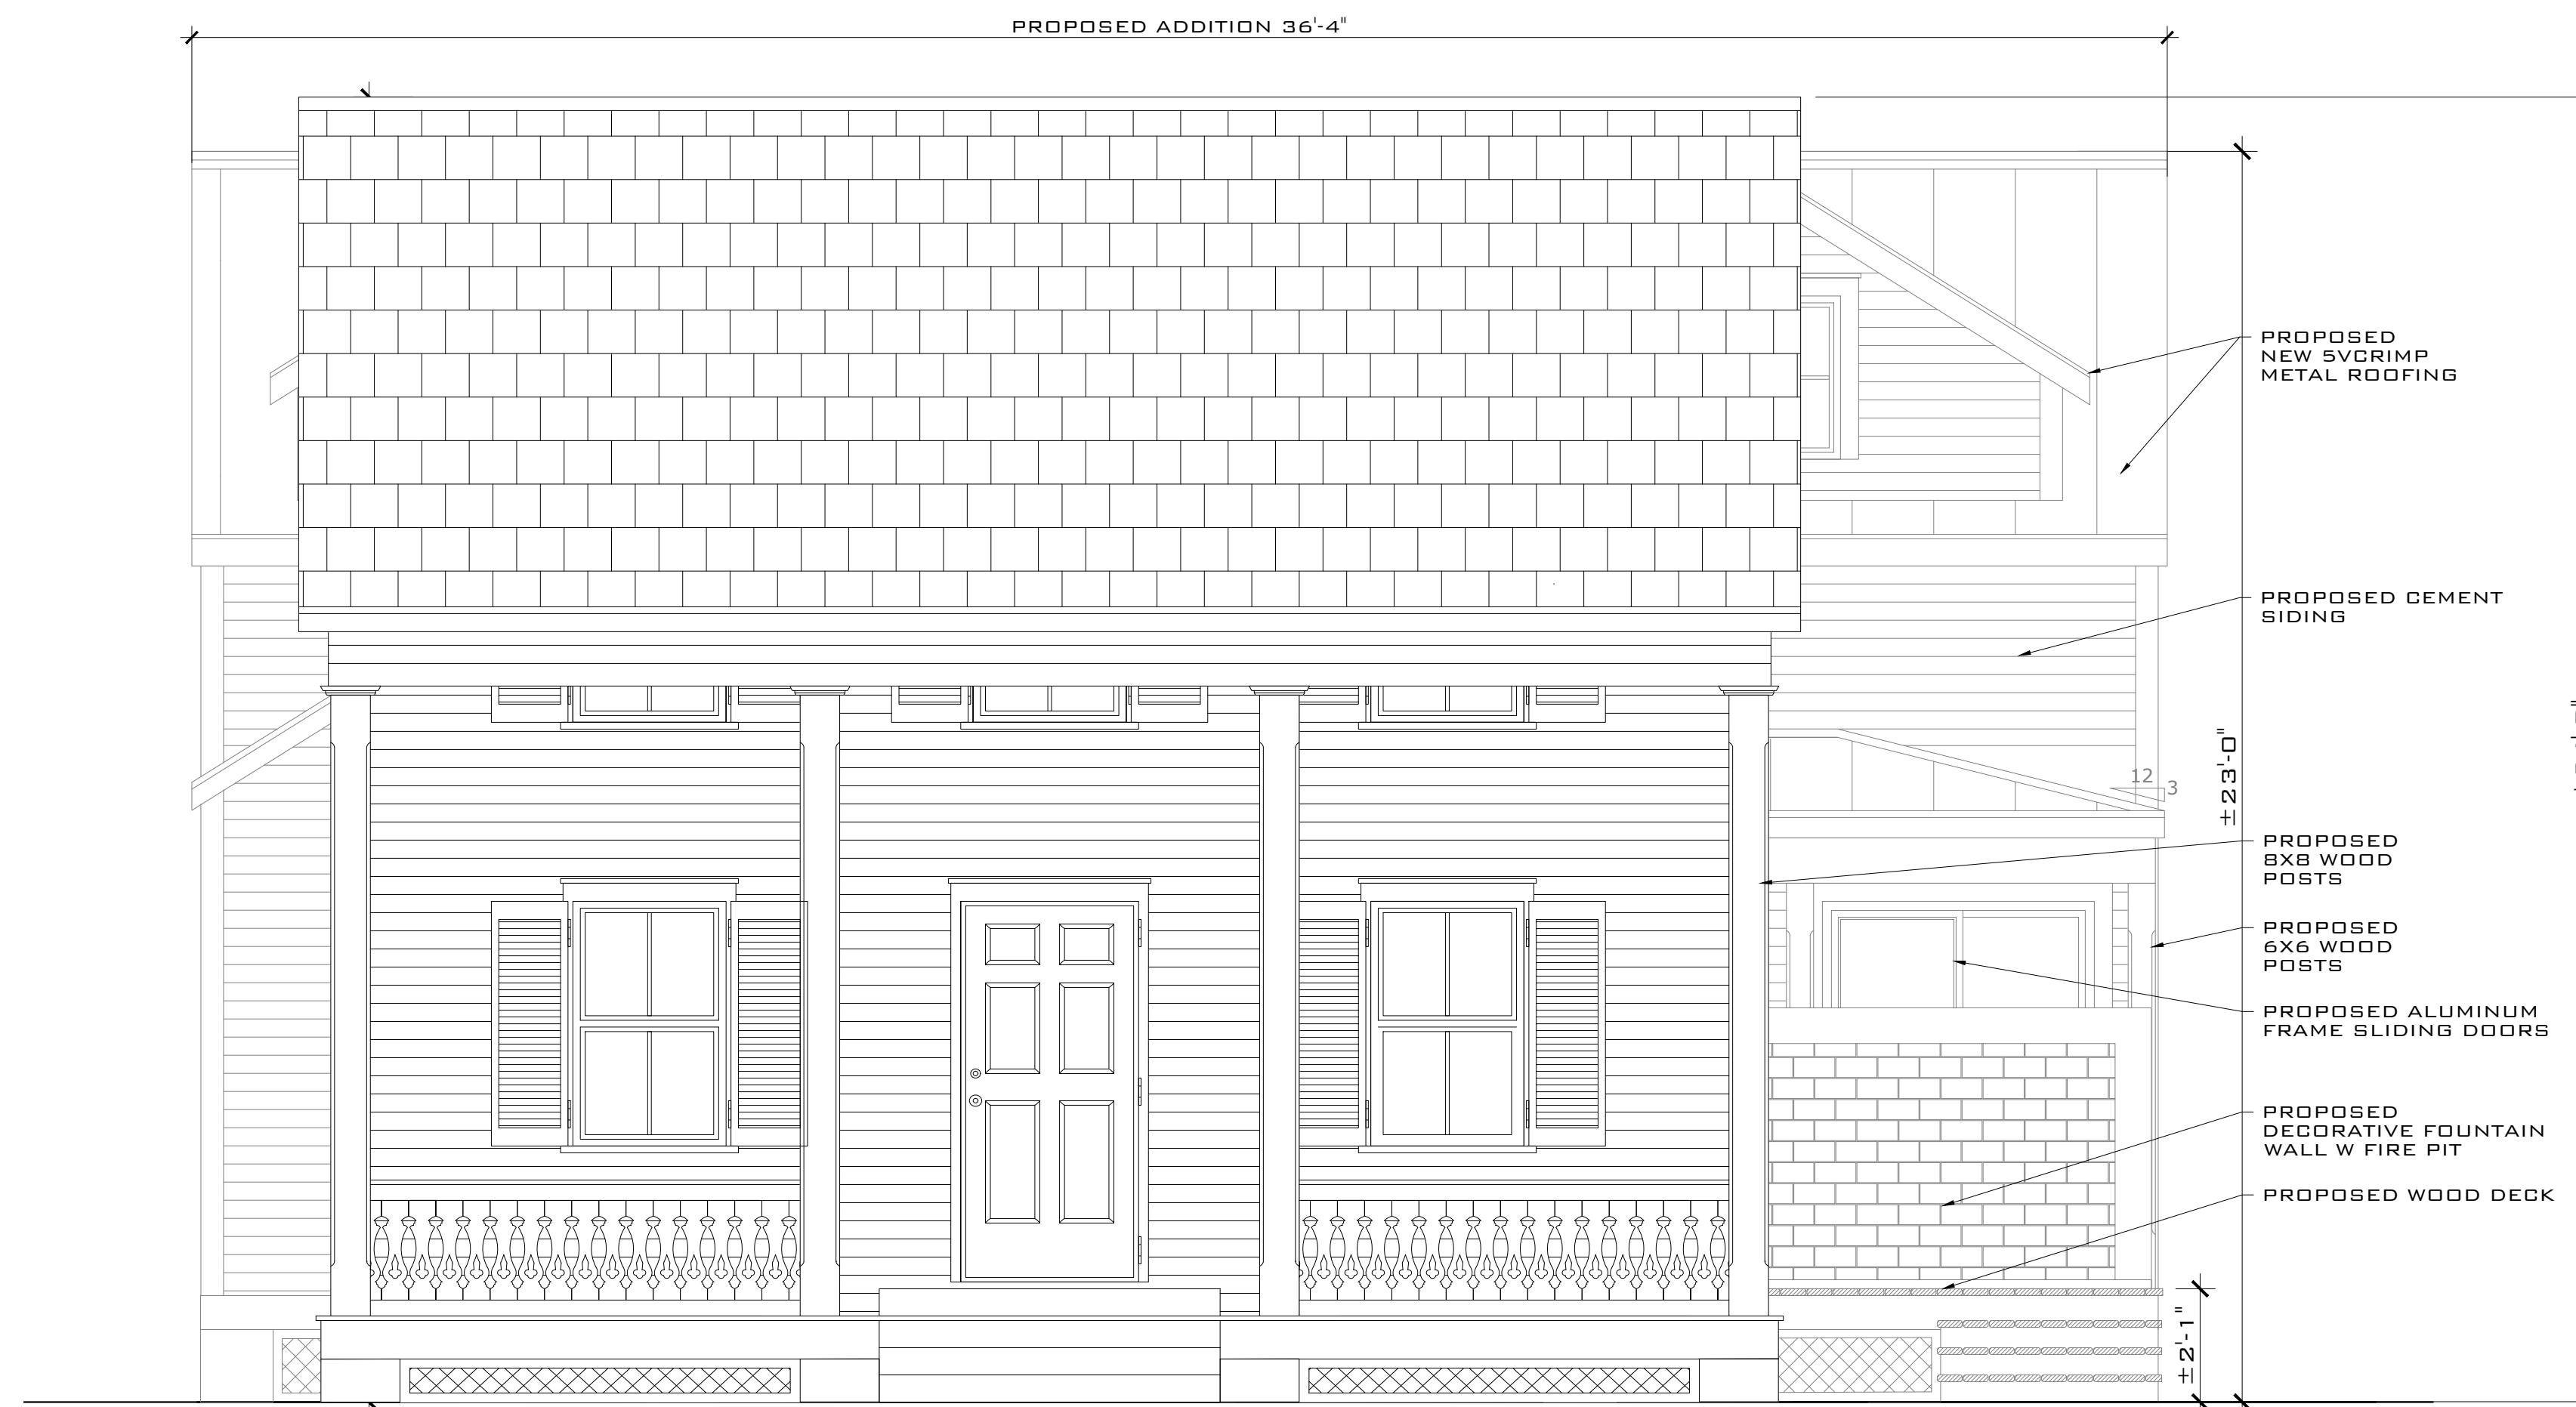 PROPOSED ADDITION 36'-4"
PROPOSED
NEW 5VCRIMP
METAL ROOFING
PROPOSED CEMENT
SIDING
±23'-0"
12
3
PROPOSED
8X8 WOOD
POSTS
PROPOSED
6X6 WOOD
POSTS
PROPOSED ALUMINUM
FRAME SLIDING DOORS
PROPOSED
DECORATIVE FOUNTAIN
WALL W FIRE PIT
PROPOSED WOOD DECK
±2'-1"